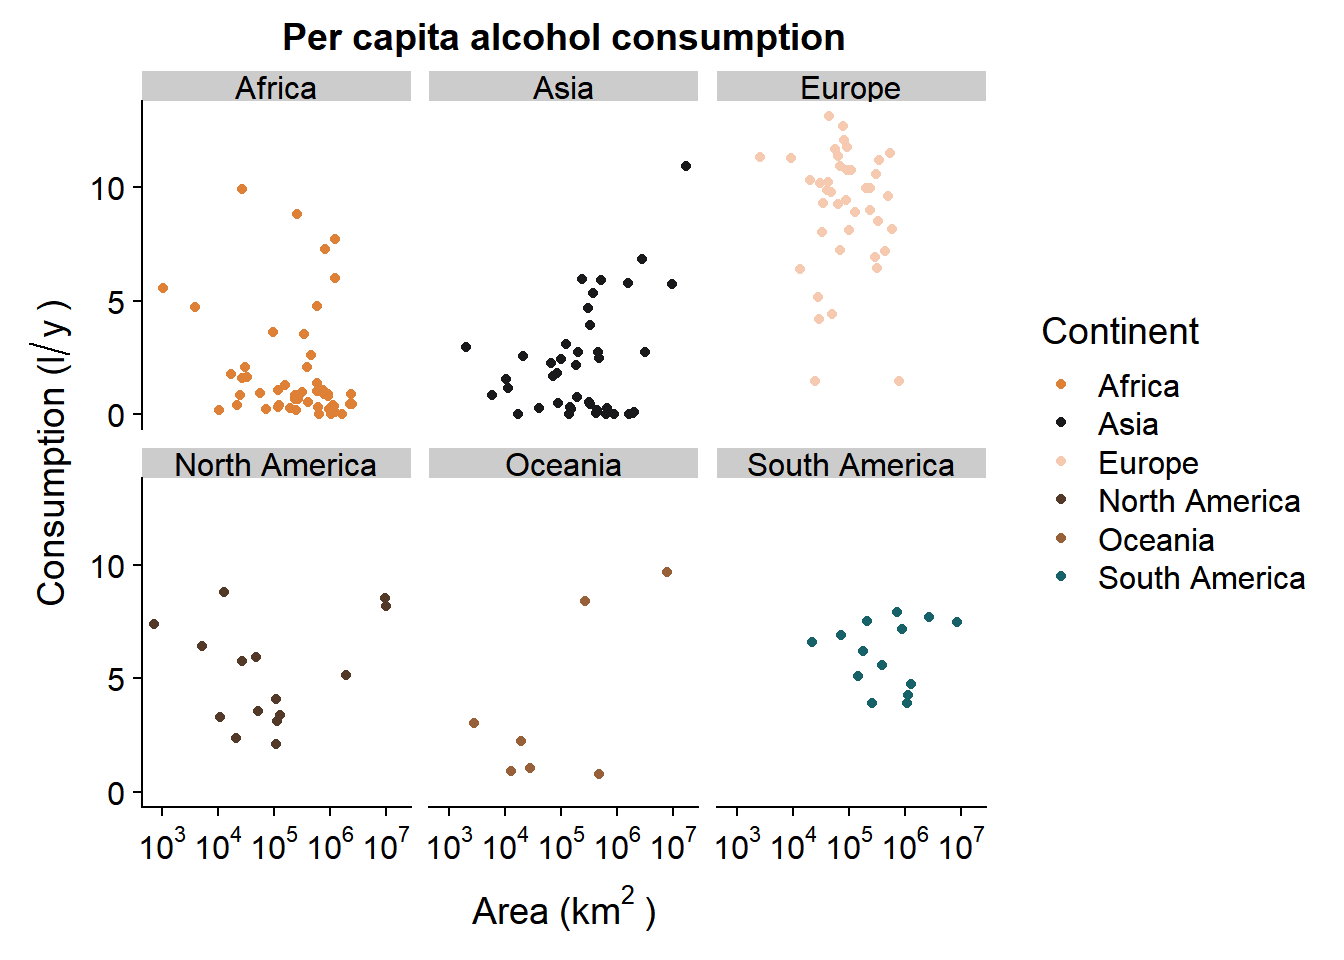 Per capita alcohol consumption
Africa Asia Europe
10
5
0
North America Oceania South America
10
5
0
Consumption (l/y )
10³ 10⁴ 10⁵ 10⁶ 10⁷ 10³ 10⁴ 10⁵ 10⁶ 10⁷ 10³ 10⁴ 10⁵ 10⁶ 10⁷
Area (km² )
Continent
Africa
Asia
Europe
North America
Oceania
South America